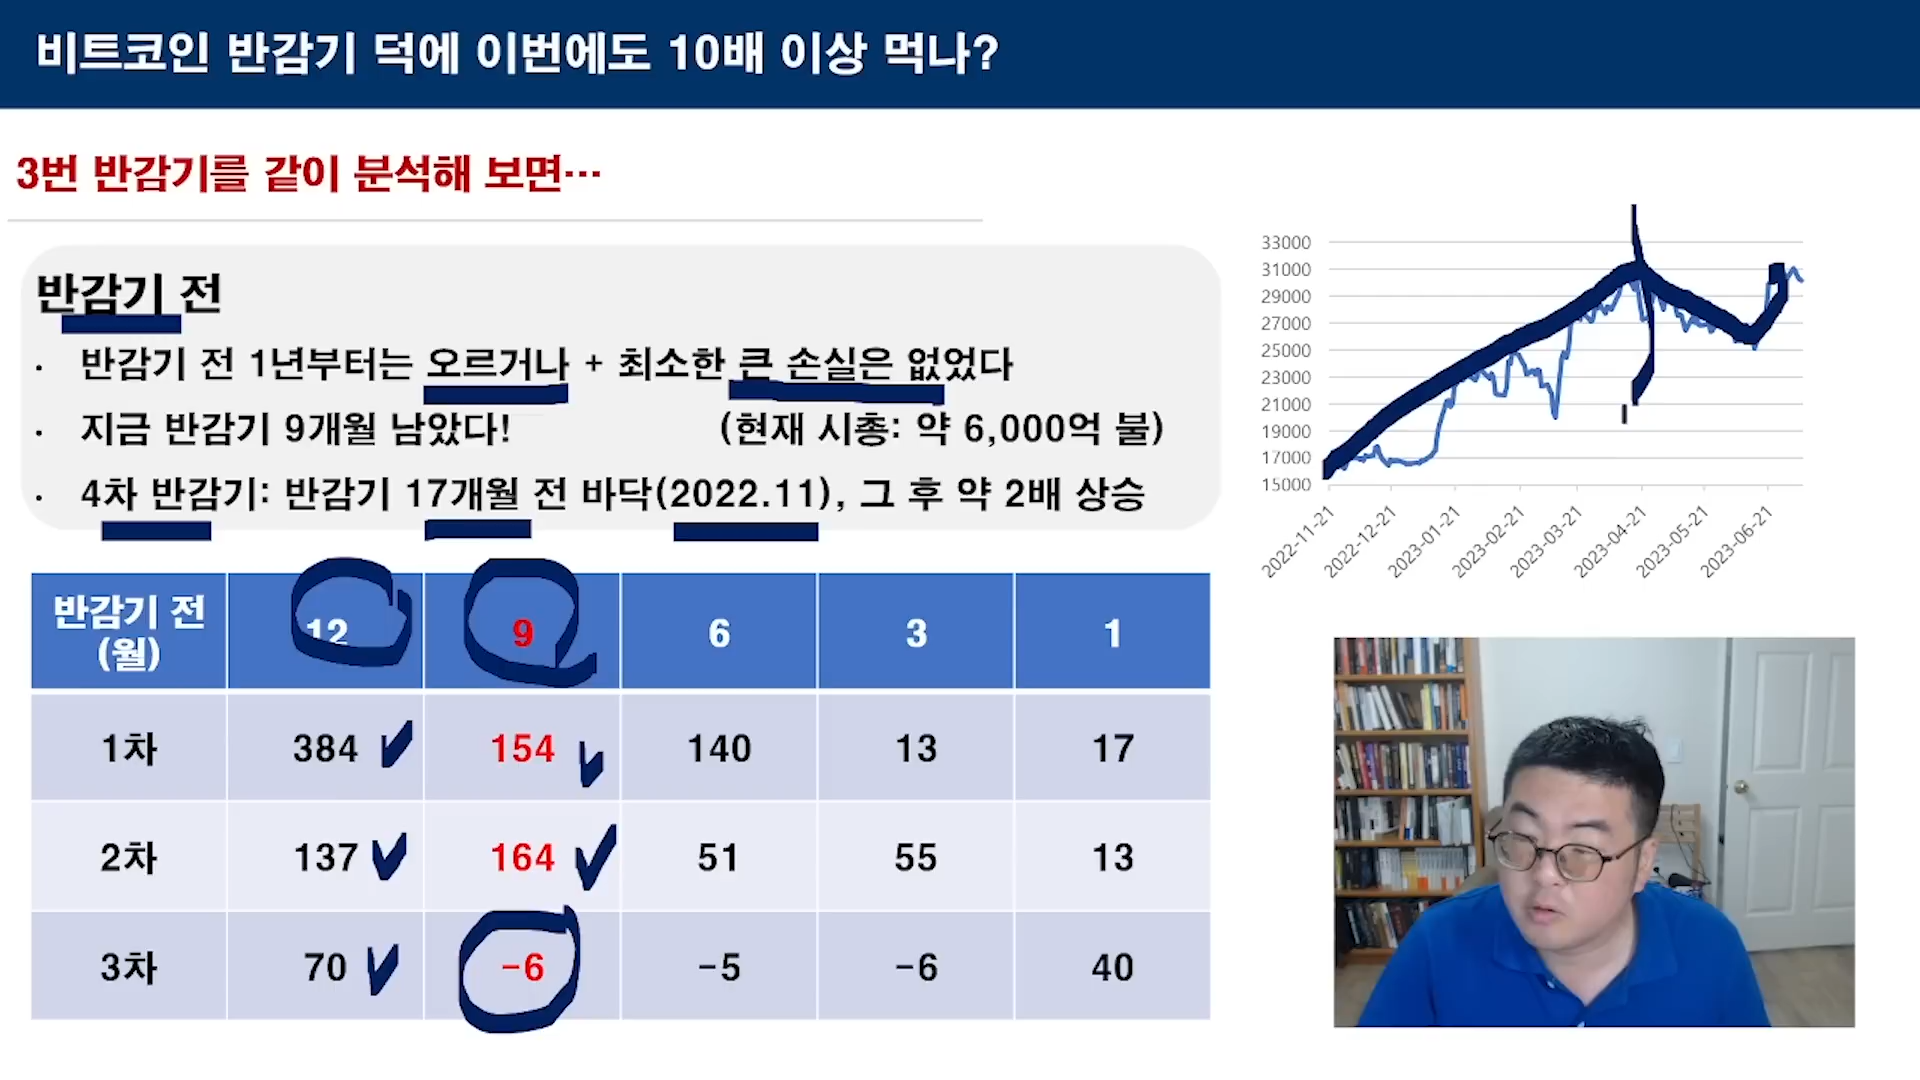 비트코인 반감기 덕에 이번에도 10배 이상 먹나?
3번 반감기를 같이 분석해 보면…
반감기 전
· 반감기 전 1년부터는 오르거나 + 최소한 큰 손실은 없었다
· 지금 반감기 9개월 남았다! (현재 시총: 약 6,000억 불)
· 4차 반감기: 반감기 17개월 전 바닥(2022.11), 그 후 약 2배 상승
33000
31000
29000
27000
25000
23000
21000
19000
17000
15000
2022-11-21 2022-12-21 2023-01-21 2023-02-21 2023-03-21 2023-04-21 2023-05-21 2023-06-21
반감기 전 (월) 12 9 6 3 1
1차 384 154 140 13 17
2차 137 164 51 55 13
3차 70 -6 -5 -6 40